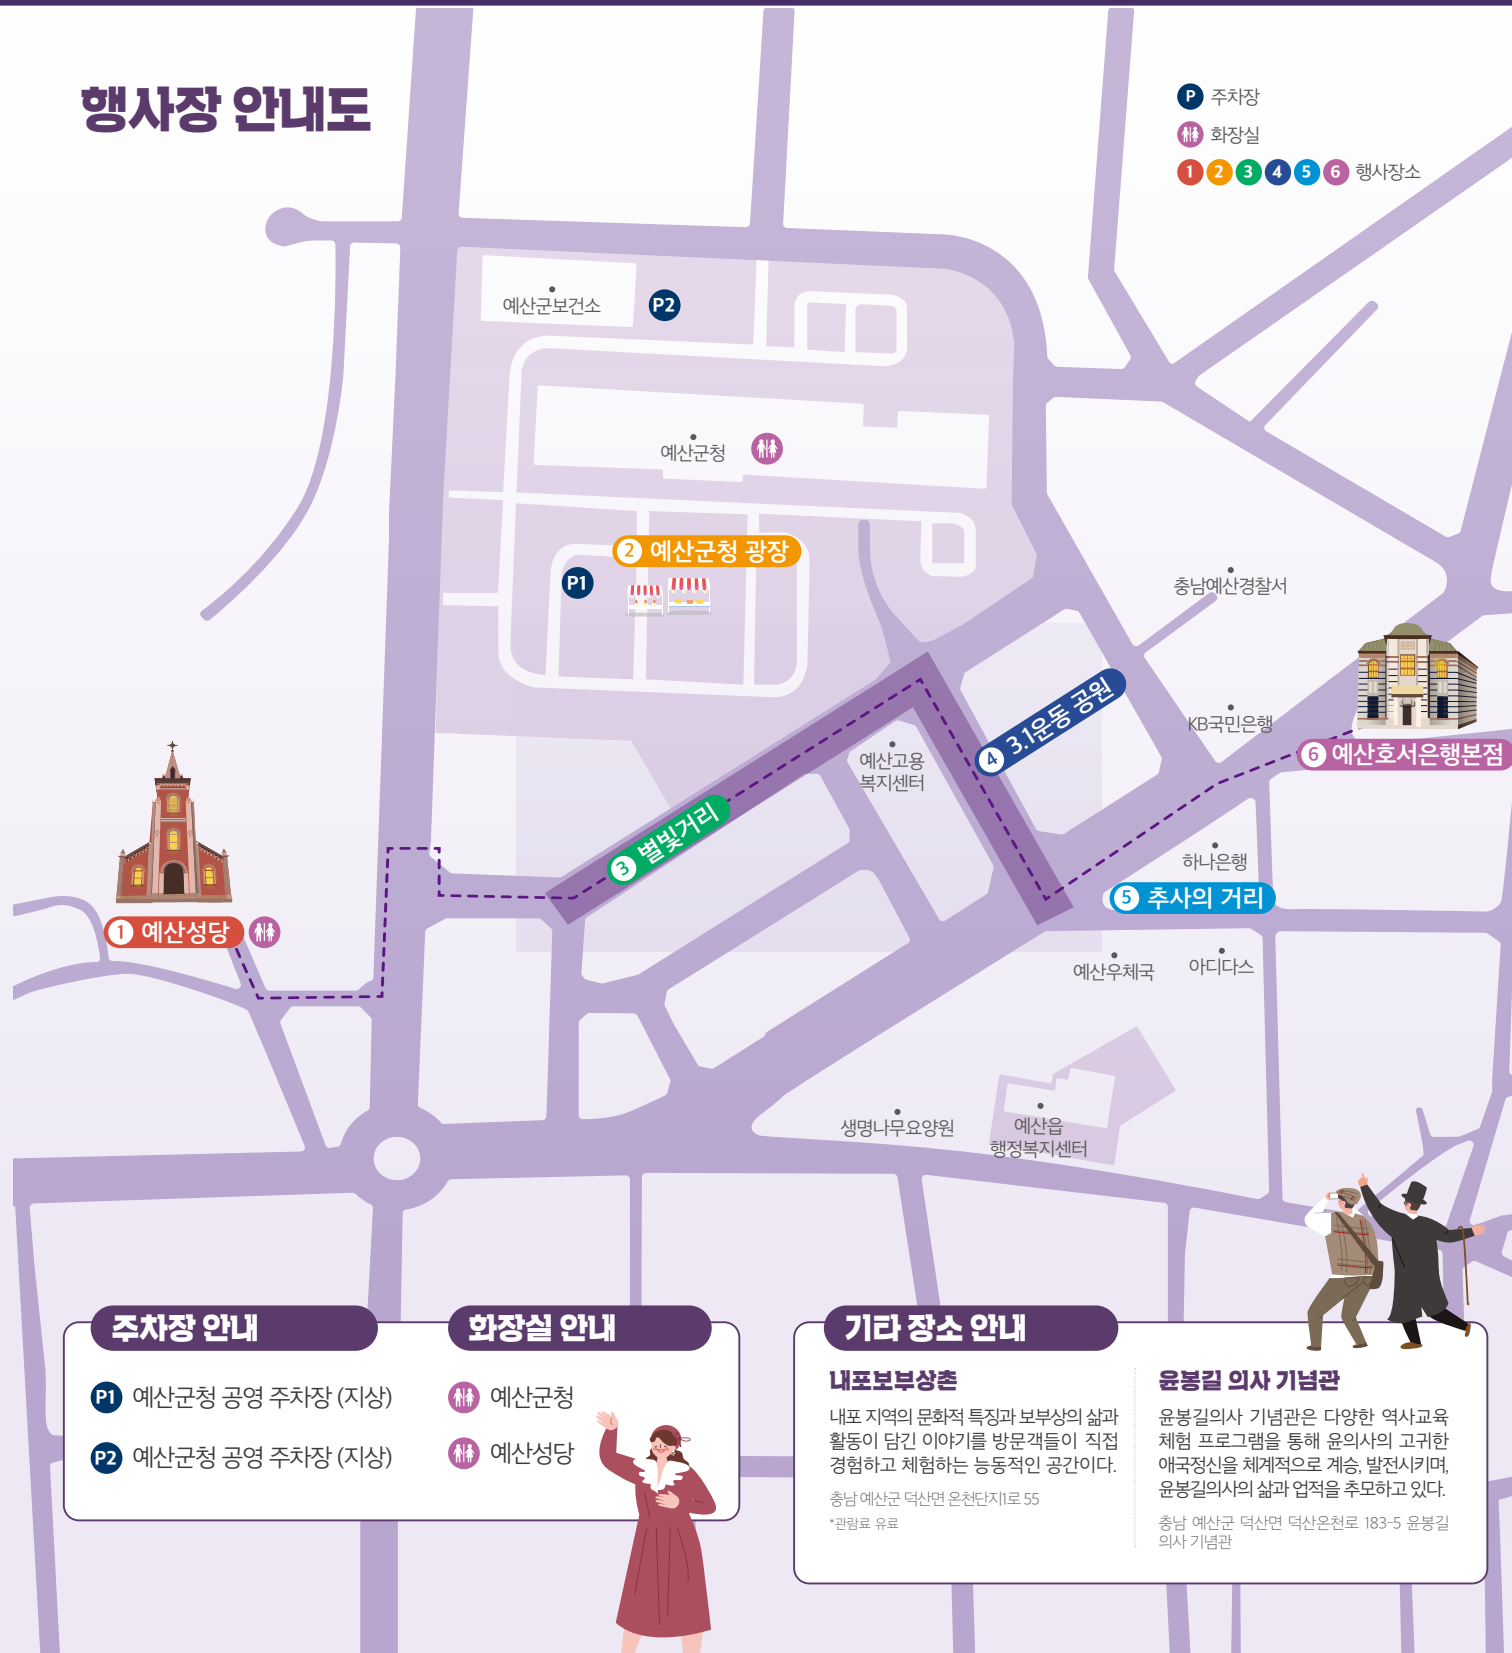 행사장 안내도
P 주차장
화장실
1 2 3 4 5 6 행사장소
예산군보건소
P2
예산군청
2 예산군청 광장
P1
충남예산경찰서
KB국민은행
4 3.1운동 공원
6 예산호서은행본점
예산고용
복지센터
3 별빛거리
하나은행
5 추사의 거리
1 예산성당
예산우체국
아디다스
생명나무요양원
예산읍
행정복지센터
주차장 안내
P1 예산군청 공영 주차장 (지상)
P2 예산군청 공영 주차장 (지상)
화장실 안내
예산군청
예산성당
기타 장소 안내
내포보부상촌
내포 지역의 문화적 특징과 보부상의 삶과
활동이 담긴 이야기를 방문객들이 직접
경험하고 체험하는 능동적인 공간이다.
충남 예산군 덕산면 온천단지1로 55
*관람료 유료
윤봉길 의사 기념관
윤봉길의사 기념관은 다양한 역사교육
체험 프로그램을 통해 윤의사의 고귀한
애국정신을 체계적으로 계승, 발전시키며,
윤봉길의사의 삶과 업적을 추모하고 있다.
충남 예산군 덕산면 덕산온천로 183-5 윤봉길
의사 기념관